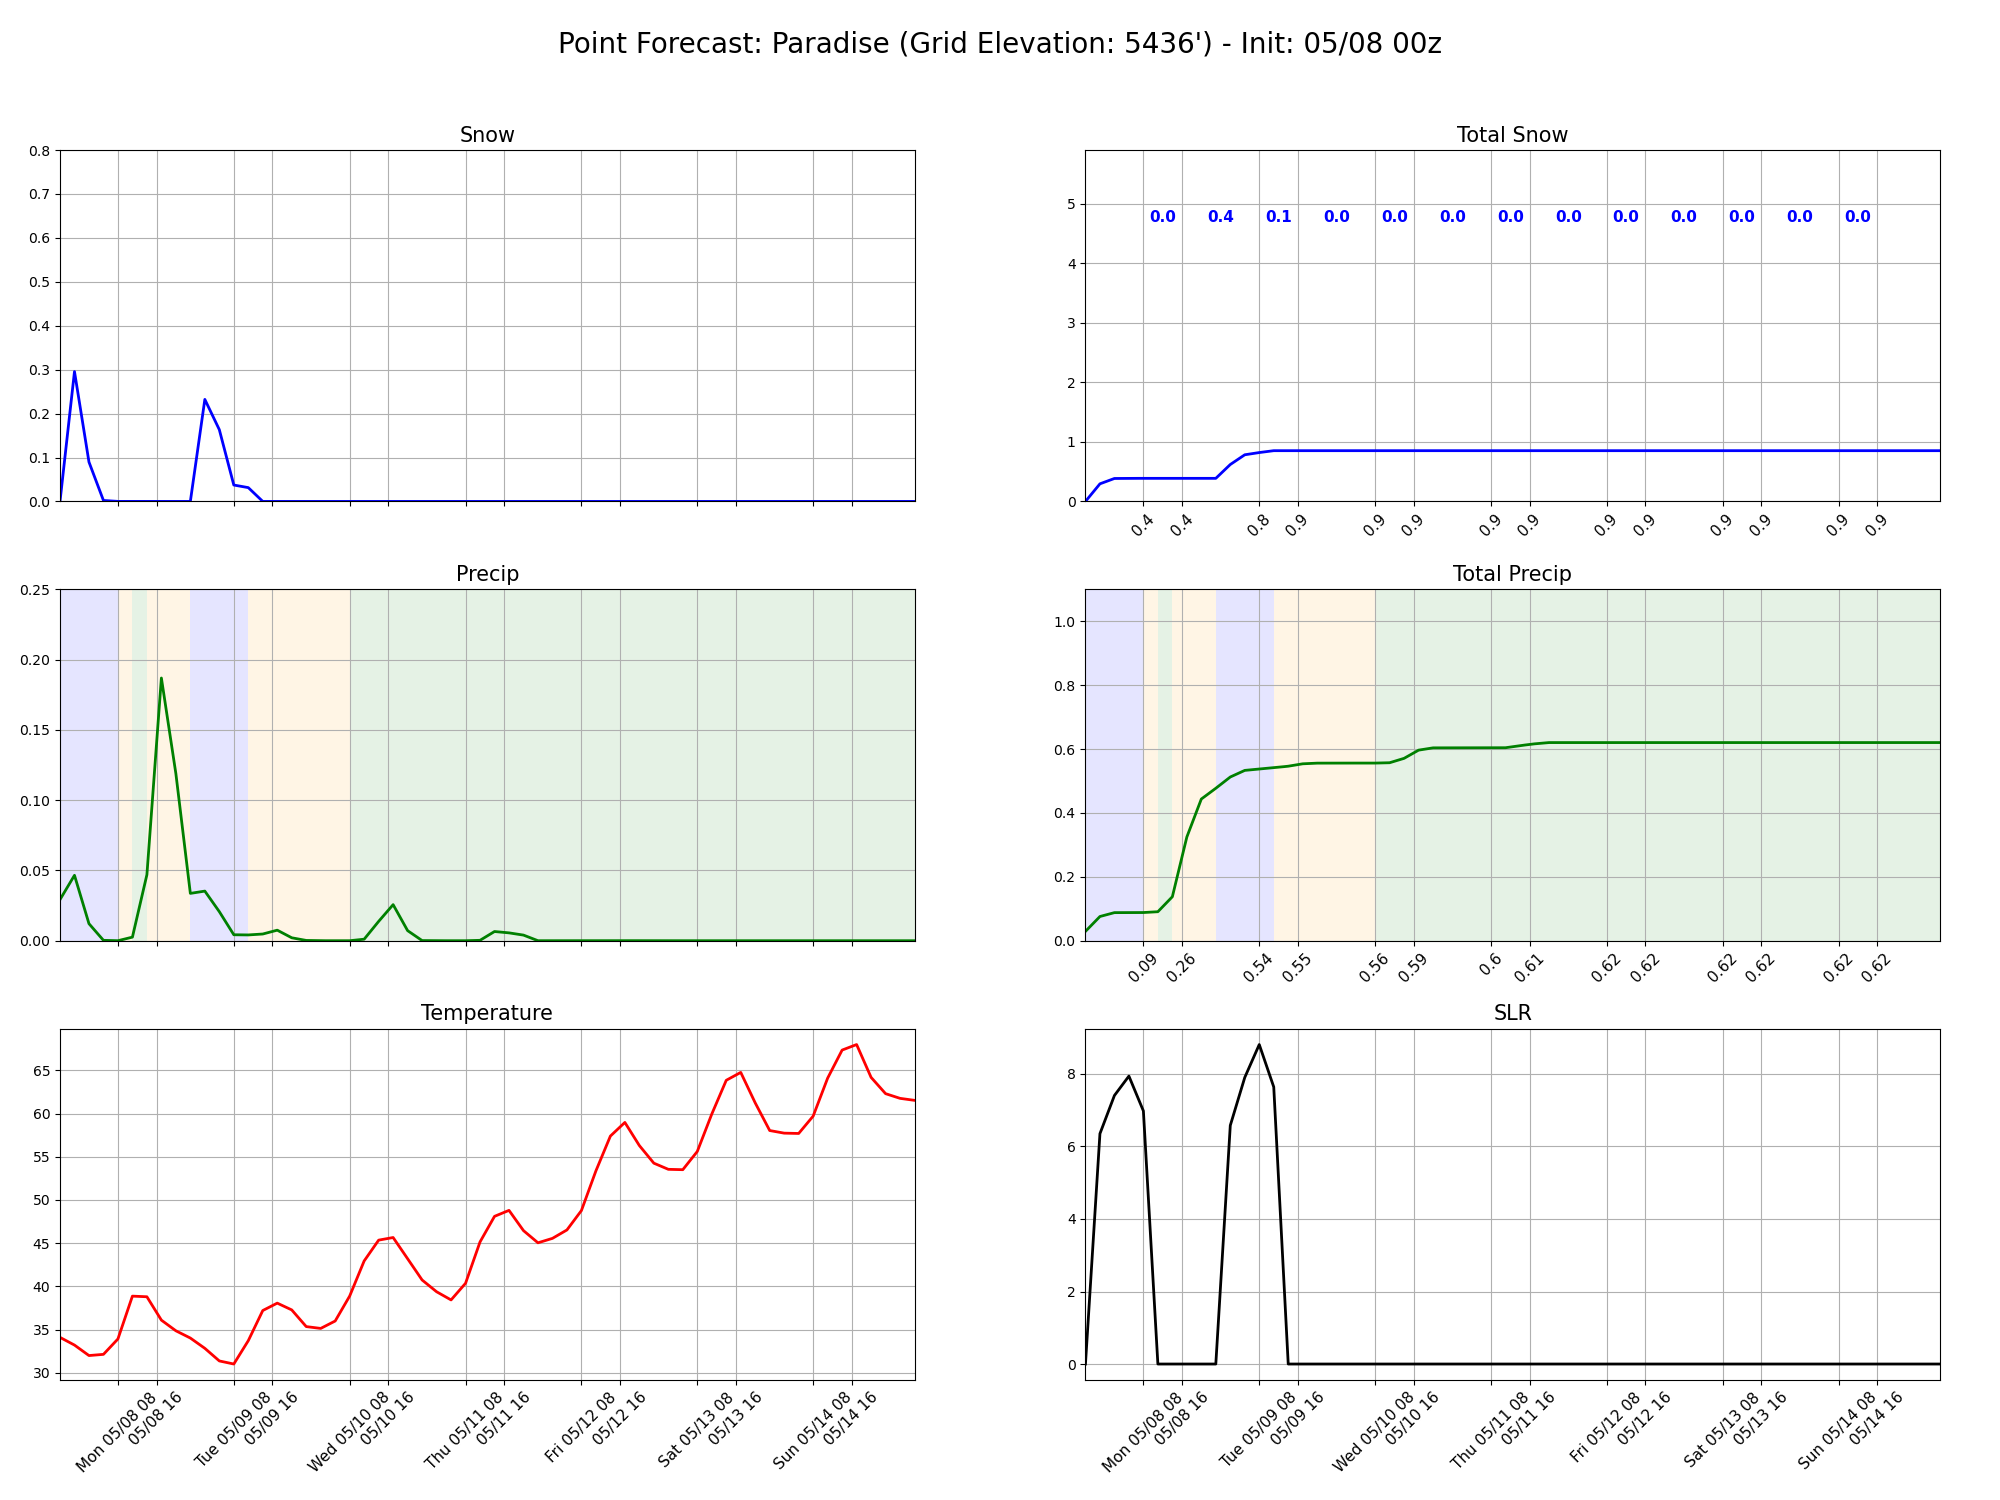 Point Forecast: Paradise (Grid Elevation: 5436') - Init: 05/08 00z
Snow
0.8
0.7
0.6
0.5
0.4
0.3
0.2
0.1
0.0
Total Snow
5
4
3
2
1
0
0.0 0.4 0.1 0.0 0.0 0.0 0.0 0.0 0.0 0.0 0.0 0.0 0.0
0.4 0.4 0.8 0.9 0.9 0.9 0.9 0.9 0.9 0.9 0.9 0.9 0.9 0.9
Precip
0.25
0.20
0.15
0.10
0.05
0.00
Total Precip
1.0
0.8
0.6
0.4
0.2
0.0
0.09 0.26 0.54 0.55 0.56 0.59 0.6 0.61 0.62 0.62 0.62 0.62 0.62 0.62
Temperature
65
60
55
50
45
40
35
30
Mon 05/08 08
05/08 16
Tue 05/09 08
05/09 16
Wed 05/10 08
05/10 16
Thu 05/11 08
05/11 16
Fri 05/12 08
05/12 16
Sat 05/13 08
05/13 16
Sun 05/14 08
05/14 16
SLR
8
6
4
2
0
Mon 05/08 08
05/08 16
Tue 05/09 08
05/09 16
Wed 05/10 08
05/10 16
Thu 05/11 08
05/11 16
Fri 05/12 08
05/12 16
Sat 05/13 08
05/13 16
Sun 05/14 08
05/14 16